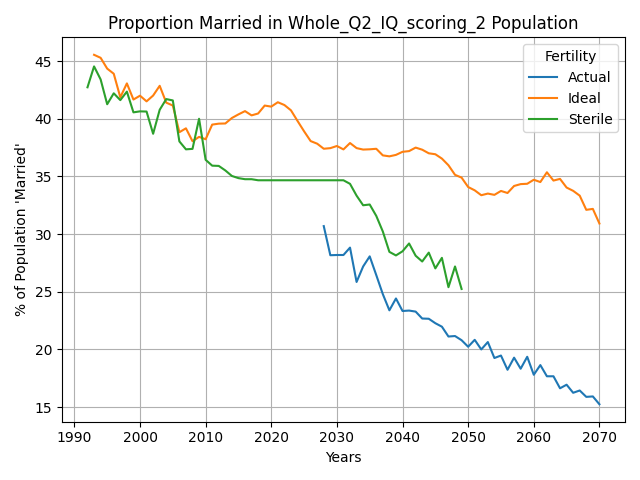 Proportion Married in Whole_Q2_IQ_scoring_2 Population
% of Population 'Married'
45
40
35
30
25
20
15
Fertility
Actual
Ideal
Sterile
1990 2000 2010 2020 2030 2040 2050 2060 2070
Years